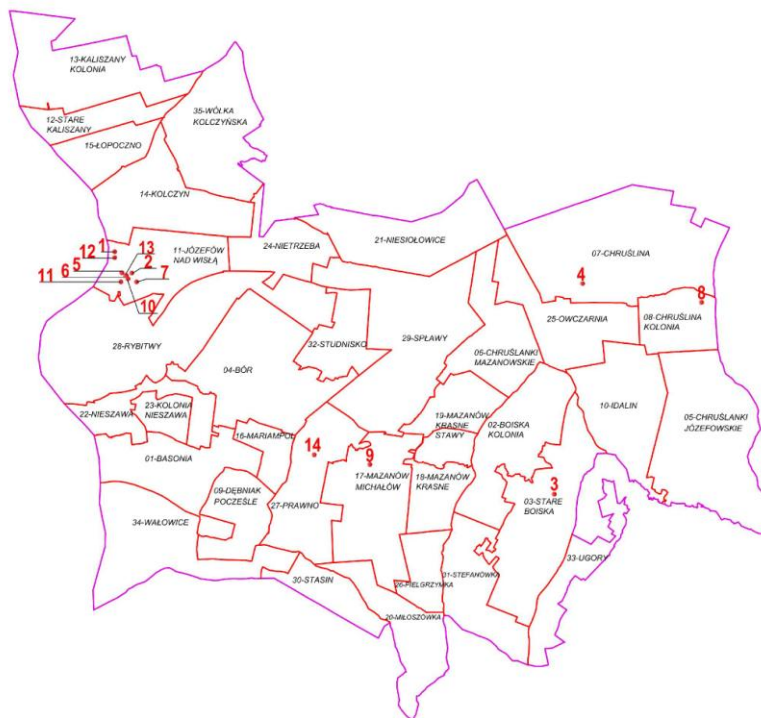 13-KALISZANY
KOLONIA
35-WÓLKA
KOLCZYŃSKA
12-STARE
KALISZANY
15-ŁOPOCZNO
14-KOLCZYN
1
12
13
5
6
2
11
7
10
11-JÓZEFÓW
NAD WISŁĄ
24-NIETRZEBA
21-NIESIOŁOWICE
07-CHRUŚLINA
4
8
25-OWCZARNIA
08-CHRUŚLINA
KOLONIA
28-RYBITWY
04-BÓR
32-STUDNISKO
29-SPŁAWY
06-CHRUŚLANKI
MAZANOWSKIE
22-NIESZAWA
23-KOLONIA
NIESZAWA
16-MARIAMPOL
19-MAZANÓW
KRASNE
STAWY
02-BOISKA
KOLONIA
10-IDALIN
05-CHRUŚLANKI
JÓZEFOWSKIE
01-BASONIA
14
9
17-MAZANÓW
MICHAŁÓW
18-MAZANÓW
KRASNE
3
03-STARE
BOISKA
09-DĘBNIAK
POCZEŚLE
27-PRAWNO
34-WAŁOWICE
33-UGORY
30-STASIN
26-PIELGRZYMKA
31-STEFANÓWKA
20-MIŁOSZÓWKA